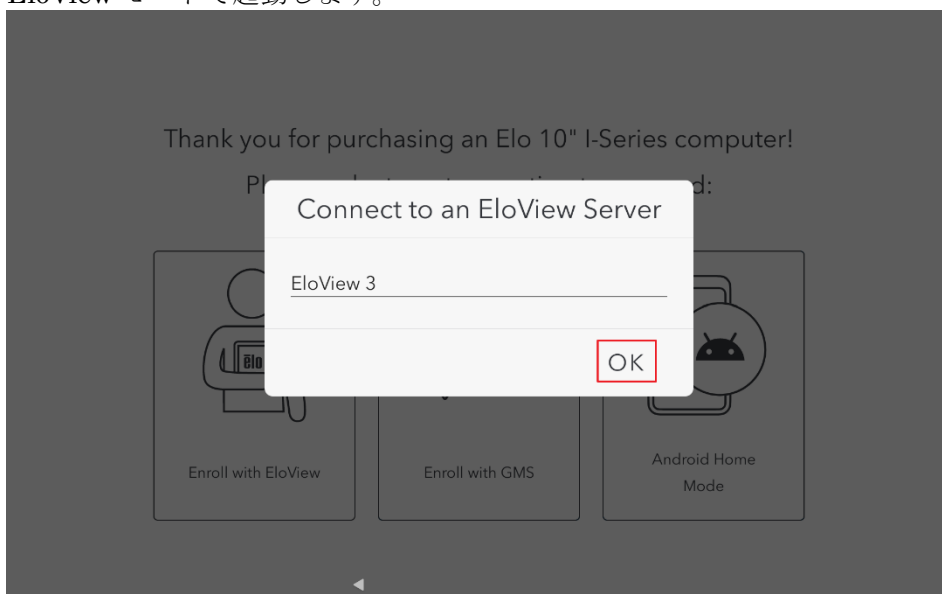 Thank you for purchasing an Elo 10" I-Series computer!
Connect to an EloView Server
EloView 3
OK
ēlo
Enroll with EloView
Enroll with GMS
Android Home
Mode